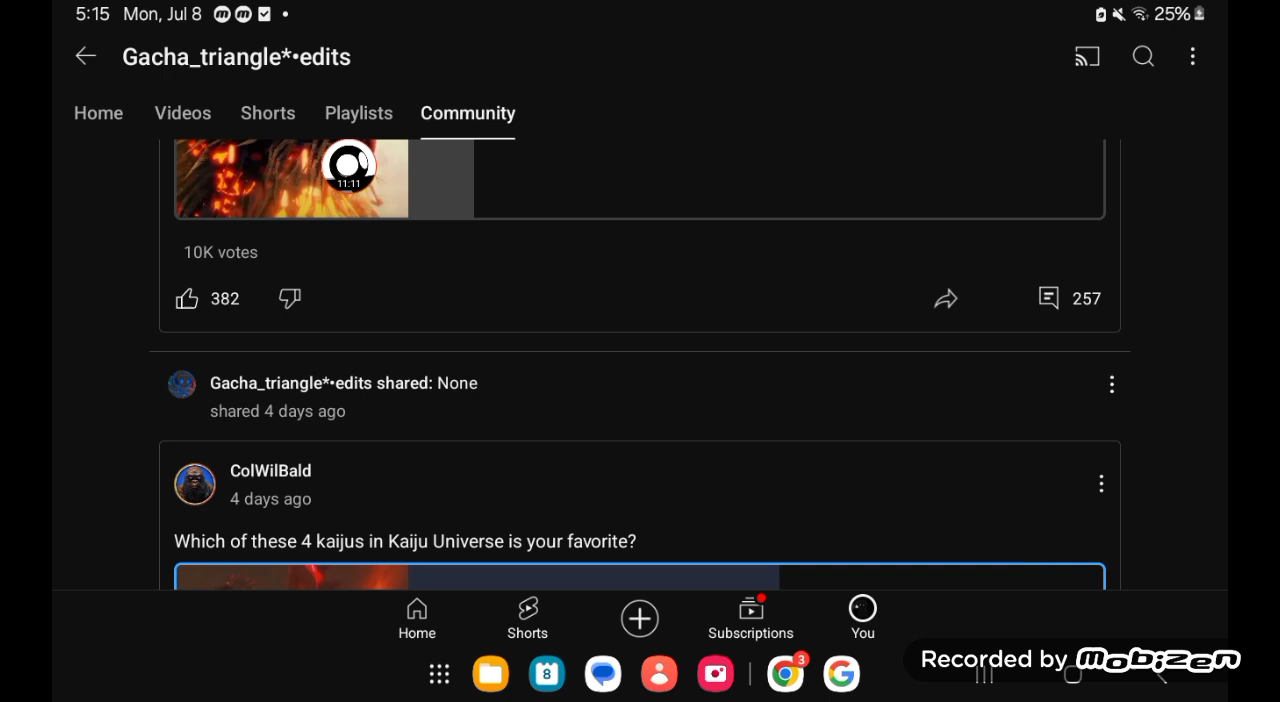 5:15 Mon, Jul 8
25%
Gacha_triangle*•edits
Home Videos Shorts Playlists Community
11:11
10K votes
382
257
Gacha_triangle*•edits shared: None
shared 4 days ago
ColWilBald
4 days ago
Which of these 4 kaijus in Kaiju Universe is your favorite?
Home Shorts Subscriptions You
8
3
Recorded by mobizen